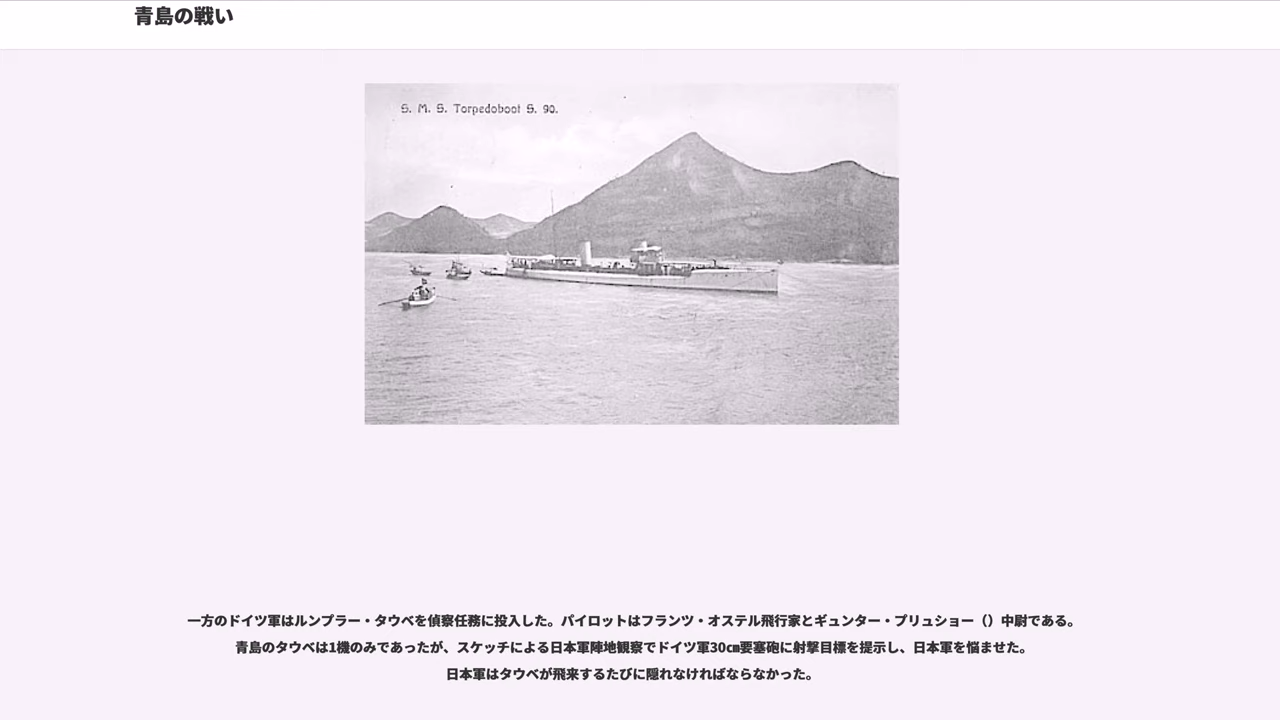 青島の戦い
S. M. S. Torpedoboot S. 90.
一方のドイツ軍はルンプラー・タウベを偵察任務に投入した。パイロットはフランツ・オステル飛行家とギュンター・プリュショー（）中尉である。
青島のタウベは1機のみであったが、スケッチによる日本軍陣地観察でドイツ軍30㎝要塞砲に射撃目標を提示し、日本軍を悩ませた。
日本軍はタウベが飛来するたびに隠れなければならなかった。